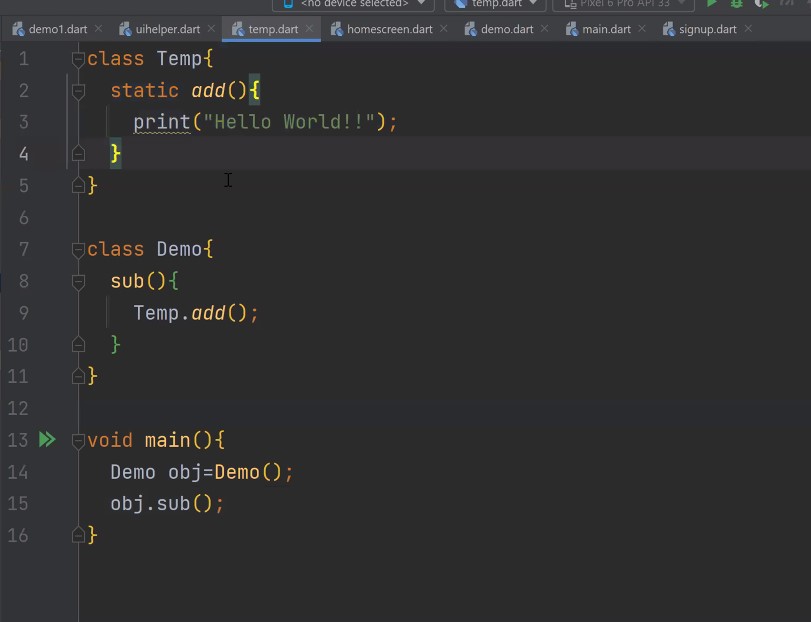 <no device selected> temp.dart Pixel 6 Pro API 33
demo1.dart uihelper.dart temp.dart homescreen.dart demo.dart main.dart signup.dart
1 class Temp{
2 static add(){
3 print("Hello World!!");
4 }
5 }
6
7 class Demo{
8 sub(){
9 Temp.add();
10 }
11 }
12
13 void main(){
14 Demo obj=Demo();
15 obj.sub();
16 }